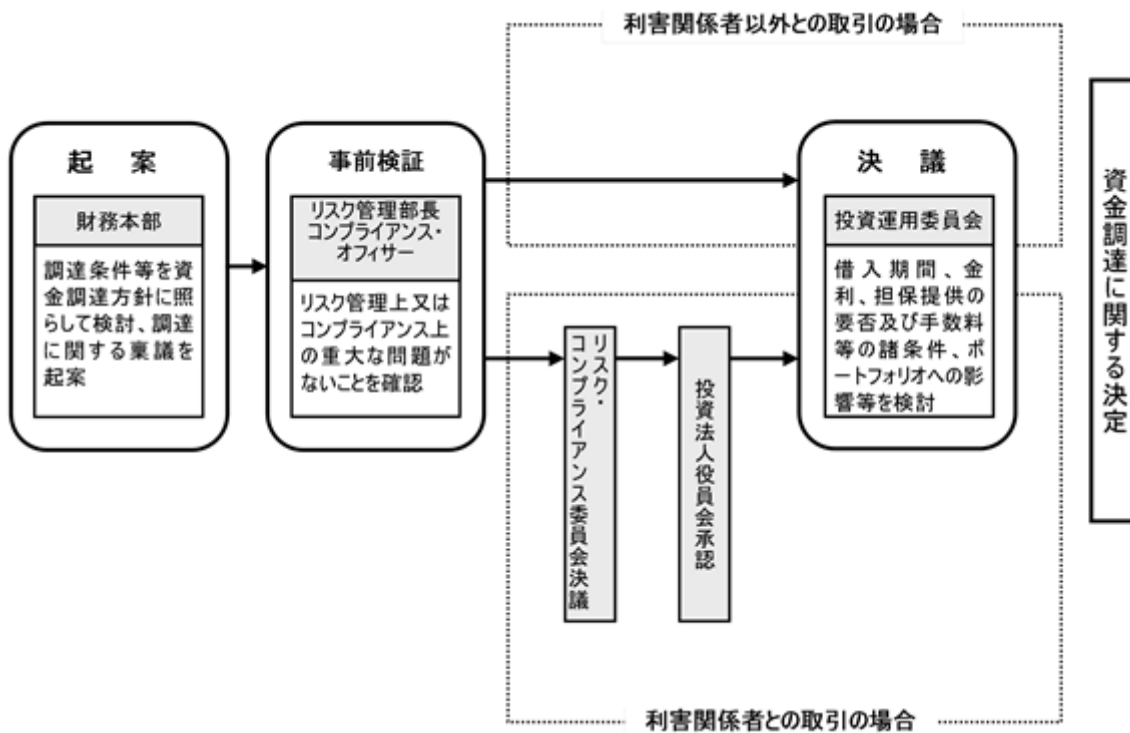 利害関係者以外との取引の場合
起 案
財務本部
調達条件等を資
金調達方針に照
らして検討、調達
に関する稟議を
起案
事前検証
リスク管理部長
コンプライアンス・
オフィサー
リスク管理上又は
コンプライアンス上
の重大な問題が
ないことを確認
リスク・
コンプライアンス委員会決議
投資法人役員会承認
決 議
投資運用委員会
借入期間、金
利、担保提供の
要否及び手数料
等の諸条件、ポ
ートフォリオへの影
響等を検討
資金調達に関する決定
利害関係者との取引の場合